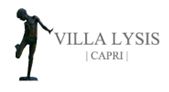 VILLA LYSIS
| CAPRI |